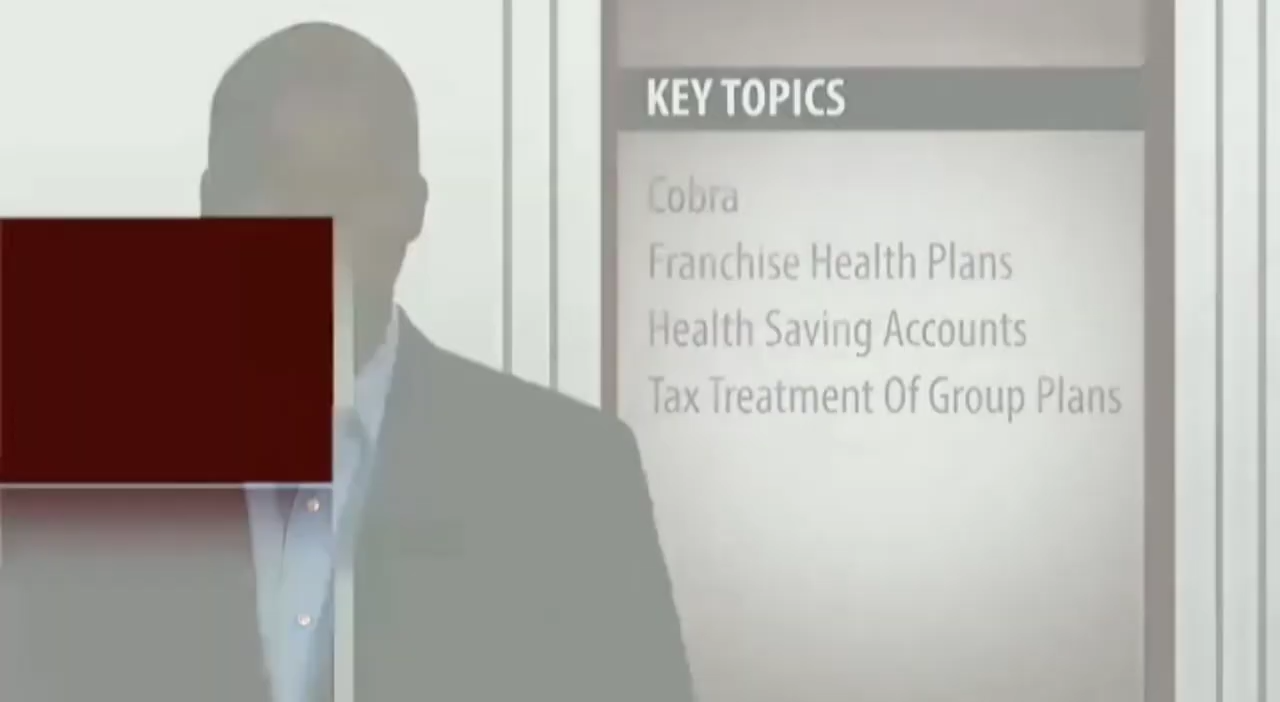 KEY TOPICS
Cobra
Franchise Health Plans
Health Saving Accounts
Tax Treatment Of Group Plans